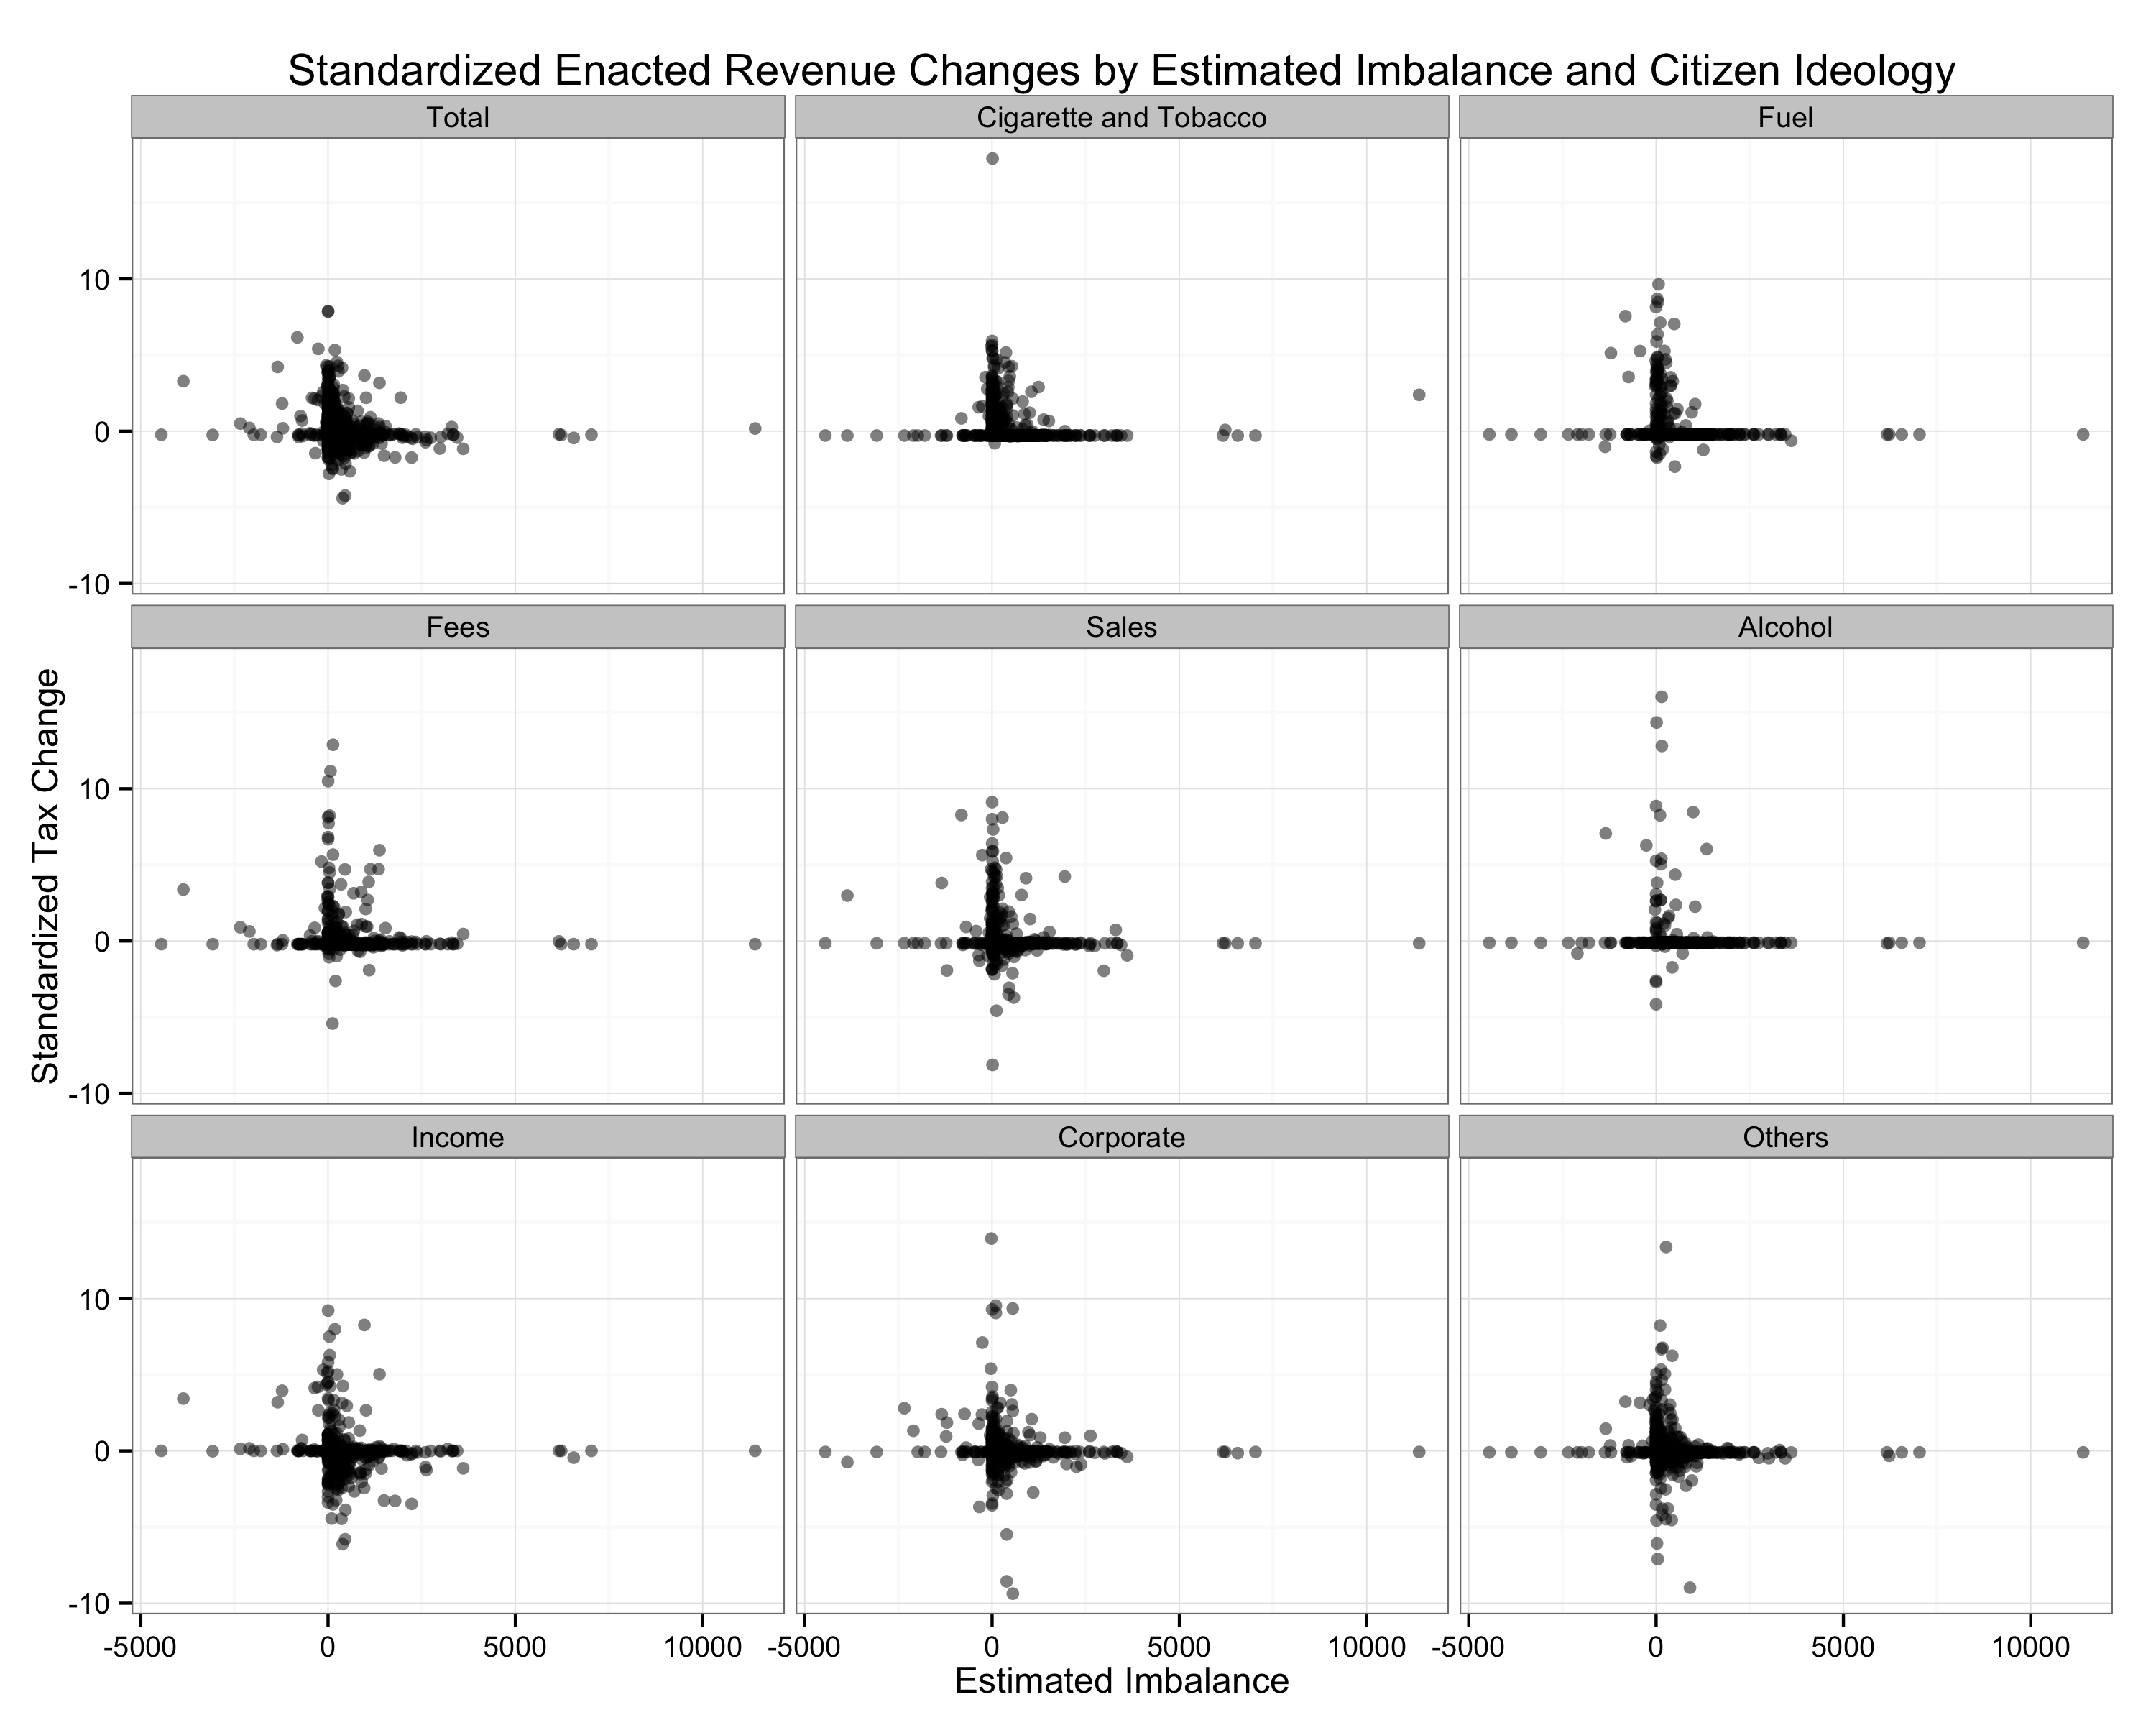 Standardized Enacted Revenue Changes by Estimated Imbalance and Citizen Ideology
Total
Cigarette and Tobacco
Fuel
10
0
-10
Fees
Sales
Alcohol
Standardized Tax Change
10
0
-10
Income
Corporate
Others
10
0
-10
-5000 0 5000 10000 -5000 0 5000 10000 -5000 0 5000 10000
Estimated Imbalance